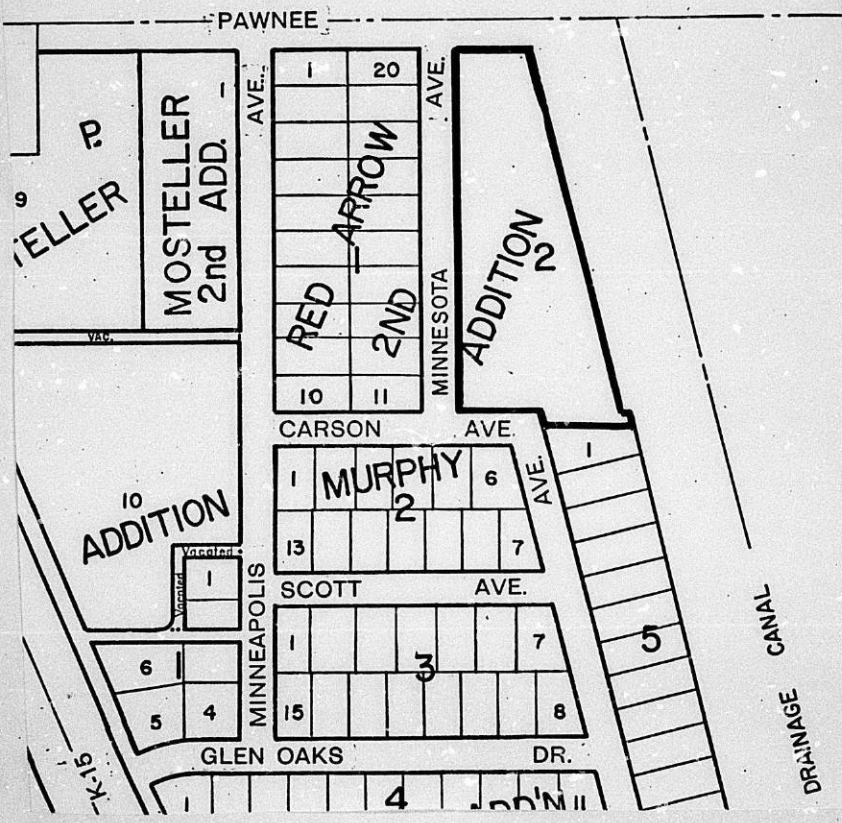 PAWNEE
AVE.
1
20
AVE.
P.
MOSTELLER
2nd ADD.
1
9
TELLER
RED ARROW
2ND
ADDITION
2
MINNESOTA
VAC.
10
11
CARSON AVE.
1
MURPHY
6
2
AVE.
1
10
ADDITION
13
7
Vacated
Vacated
1
MINNEAPOLIS
SCOTT AVE.
1
7
3
5
6
1
5
4
15
8
GLEN OAKS DR.
K-15
4
DRAINAGE CANAL